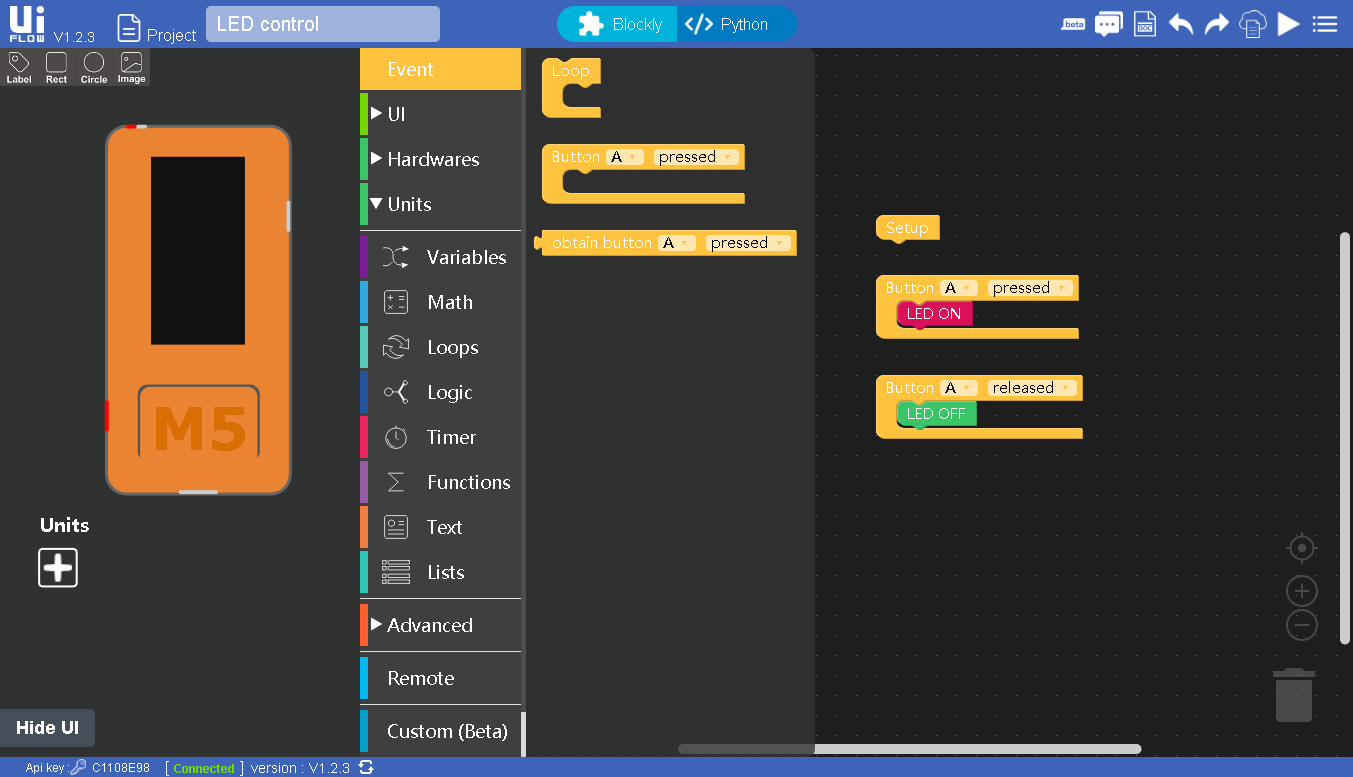 Ui
FLOW V1.2.3 Project LED control Blockly </> Python beta DOC
Label Rect Circle Image
M5
Units
Hide UI
Event
UI
Hardwares
Units
Variables
Math
Loops
Logic
Timer
Functions
Text
Lists
Advanced
Remote
Custom (Beta)
Loop
Button A pressed
obtain button A pressed
Setup
Button A pressed
LED ON
Button A released
LED OFF
Api key : C1108E98 [ Connected ] version : V1.2.3